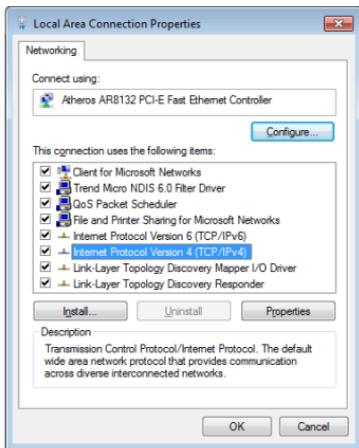 Local Area Connection Properties
Networking
Connect using:
Atheros AR8132 PCI-E Fast Ethernet Controller
Configure...
This connection uses the following items:
Client for Microsoft Networks
Trend Micro NDIS 6.0 Filter Driver
QoS Packet Scheduler
File and Printer Sharing for Microsoft Networks
Internet Protocol Version 6 (TCP/IPv6)
Internet Protocol Version 4 (TCP/IPv4)
Link-Layer Topology Discovery Mapper I/O Driver
Link-Layer Topology Discovery Responder
Install... Uninstall Properties
Description
Transmission Control Protocol/Internet Protocol. The default
wide area network protocol that provides communication
across diverse interconnected networks.
OK Cancel